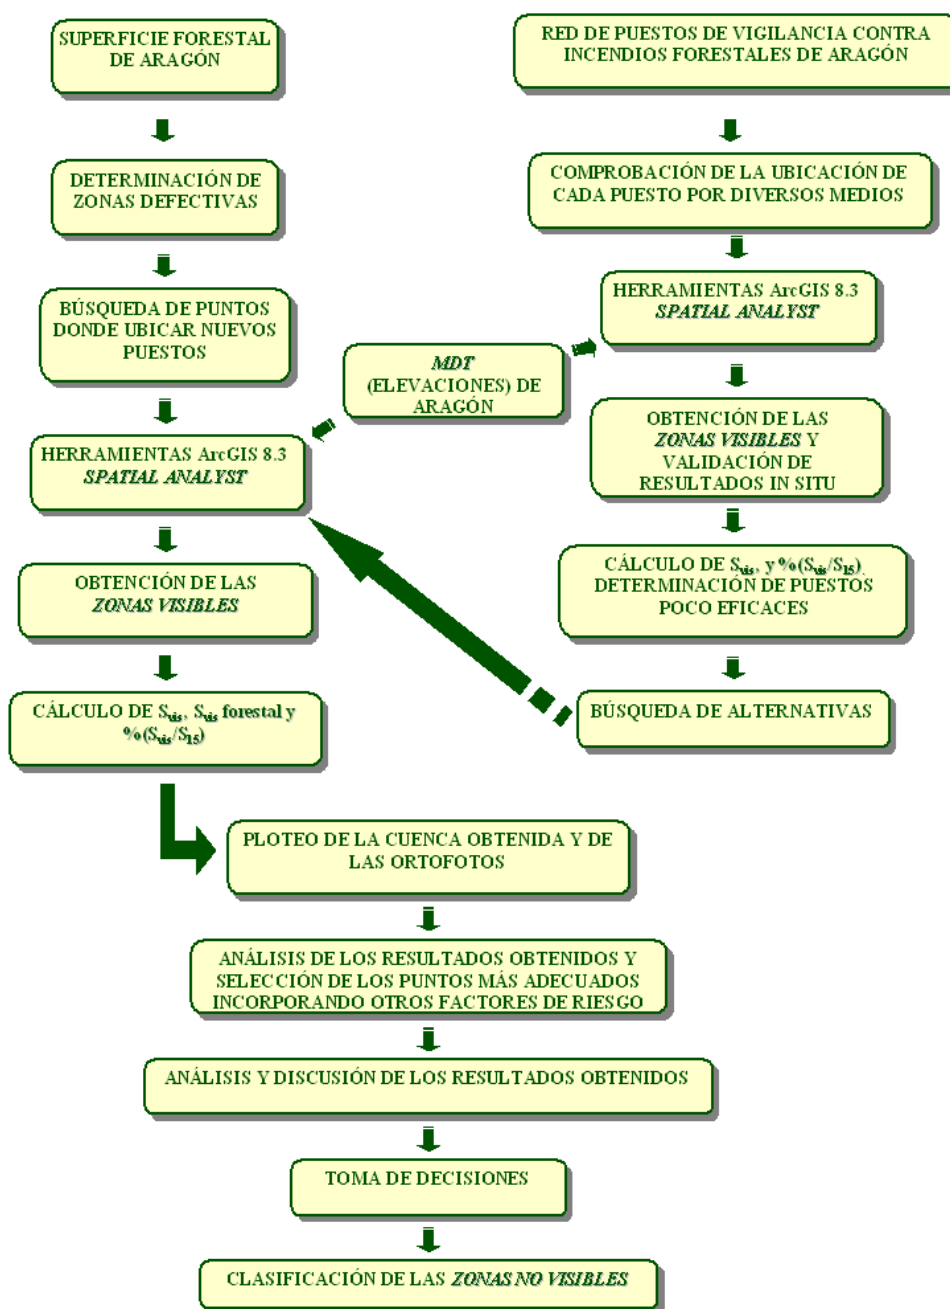 SUPERFICIE FORESTAL
DE ARAGÓN
RED DE PUESTOS DE VIGILANCIA CONTRA
INCENDIOS FORESTALES DE ARAGÓN
DETERMINACIÓN DE
ZONAS DEFECTIVAS
COMPROBACIÓN DE LA UBICACIÓN DE
CADA PUESTO POR DIVERSOS MEDIOS
BÚSQUEDA DE PUNTOS
DONDE UBICAR NUEVOS
PUESTOS
HERRAMIENTAS ArcGIS 8.3
SPATIAL ANALYST
MDT
(ELEVACIONES) DE
ARAGÓN
HERRAMIENTAS ArcGIS 8.3
SPATIAL ANALYST
OBTENCIÓN DE LAS
ZONAS VISIBLES Y
VALIDACIÓN DE
RESULTADOS IN SITU
OBTENCIÓN DE LAS
ZONAS VISIBLES
CÁLCULO DE Svis, y %(Svis/S15).
DETERMINACIÓN DE PUESTOS
POCO EFICACES
CÁLCULO DE Svis, Svis forestal y
%(Svis/S15)
BÚSQUEDA DE ALTERNATIVAS
PLOTEO DE LA CUENCA OBTENIDA Y DE
LAS ORTOFOTOS
ANÁLISIS DE LOS RESULTADOS OBTENIDOS Y
SELECCIÓN DE LOS PUNTOS MÁS ADECUADOS
INCORPORANDO OTROS FACTORES DE RIESGO
ANÁLISIS Y DISCUSIÓN DE LOS RESULTADOS OBTENIDOS
TOMA DE DECISIONES
CLASIFICACIÓN DE LAS ZONAS NO VISIBLES